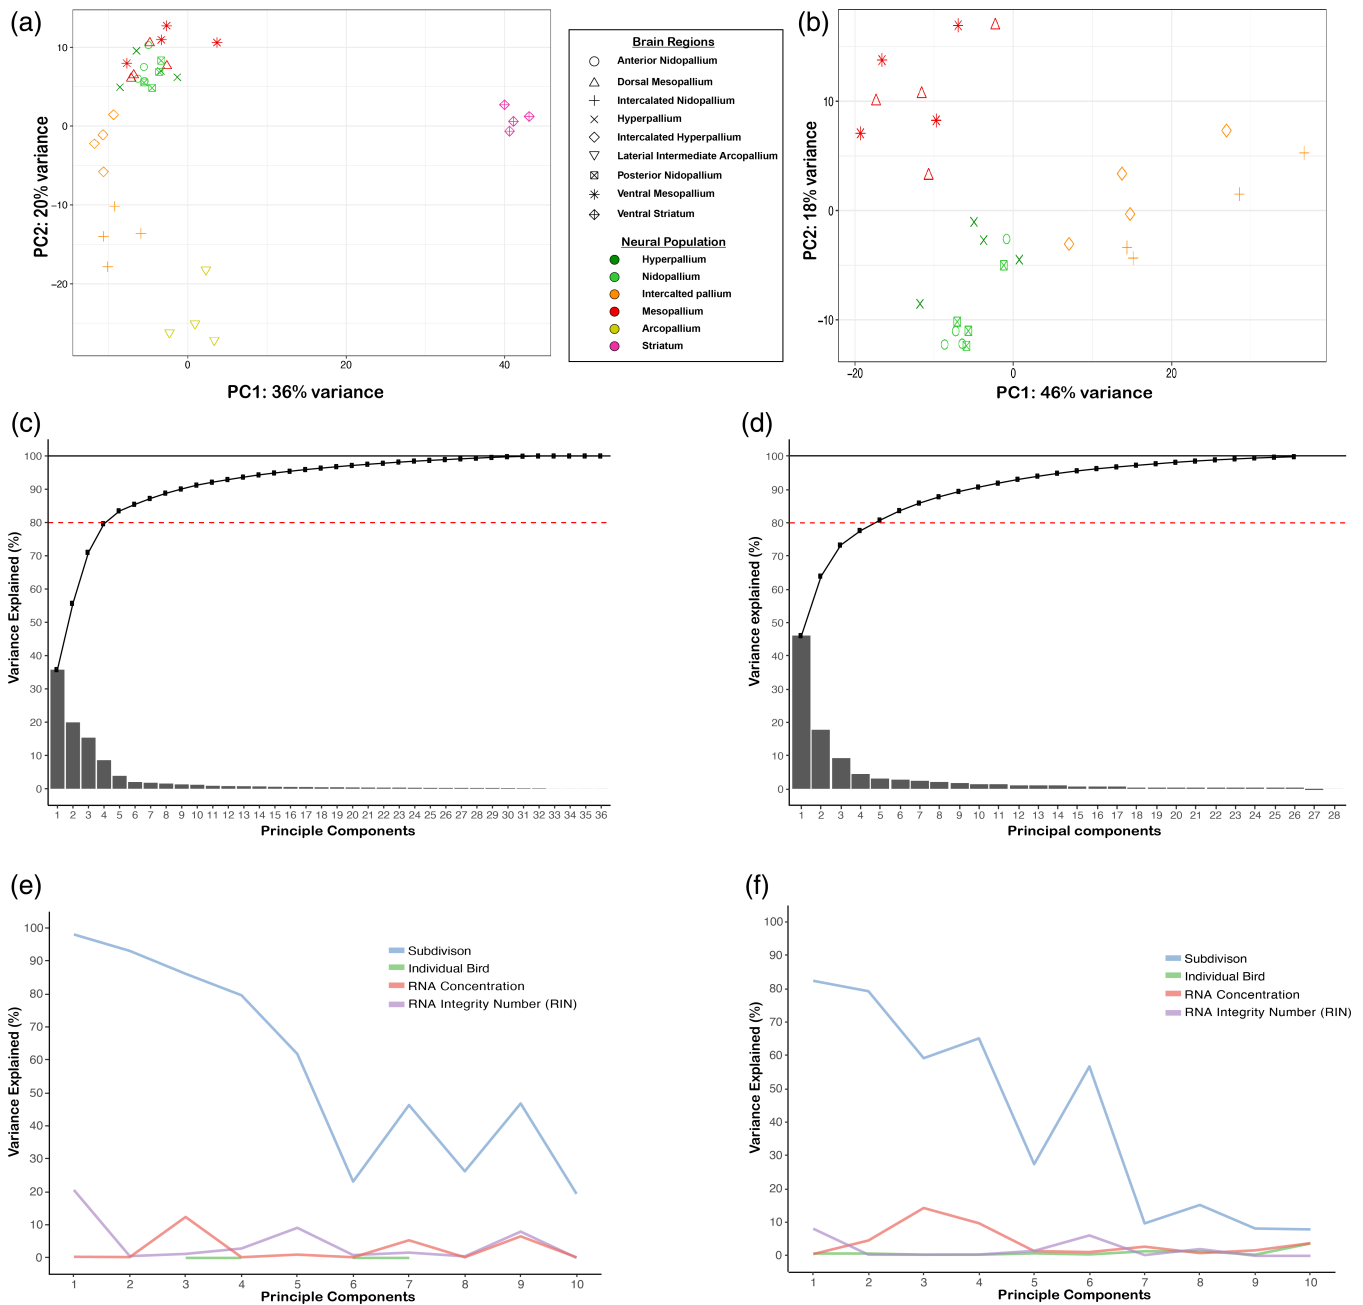 (a)
10
0
−10
−20
0
20
40
PC2: 20% variance
PC1: 36% variance
Brain Regions
Anterior Nidopallium
Dorsal Mesopallium
Intercalated Nidopallium
Hyperpallium
Intercalated Hyperpallium
Laterial Intermediate Arcopallium
Posterior Nidopallium
Ventral Mesopallium
Ventral Striatum
Neural Population
Hyperpallium
Nidopallium
Intercalted pallium
Mesopallium
Arcopallium
Striatum
(b)
10
0
−10
−20
0
20
PC2: 18% variance
PC1: 46% variance
(c)
100
90
80
70
60
50
40
30
20
10
0
Variance Explained (%)
1 2 3 4 5 6 7 8 9 10 11 12 13 14 15 16 17 18 19 20 21 22 23 24 25 26 27 28 29 30 31 32 33 34 35 36
Principle Components
(d)
100
90
80
70
60
50
40
30
20
10
0
Variance explained (%)
1 2 3 4 5 6 7 8 9 10 11 12 13 14 15 16 17 18 19 20 21 22 23 24 25 26 27 28
Principal components
(e)
100
90
80
70
60
50
40
30
20
10
0
Variance Explained (%)
Subdivison
Individual Bird
RNA Concentration
RNA Integrity Number (RIN)
1 2 3 4 5 6 7 8 9 10
Principle Components
(f)
100
90
80
70
60
50
40
30
20
10
0
Variance Explained (%)
Subdivison
Individual Bird
RNA Concentration
RNA Integrity Number (RIN)
1 2 3 4 5 6 7 8 9 10
Principle Components